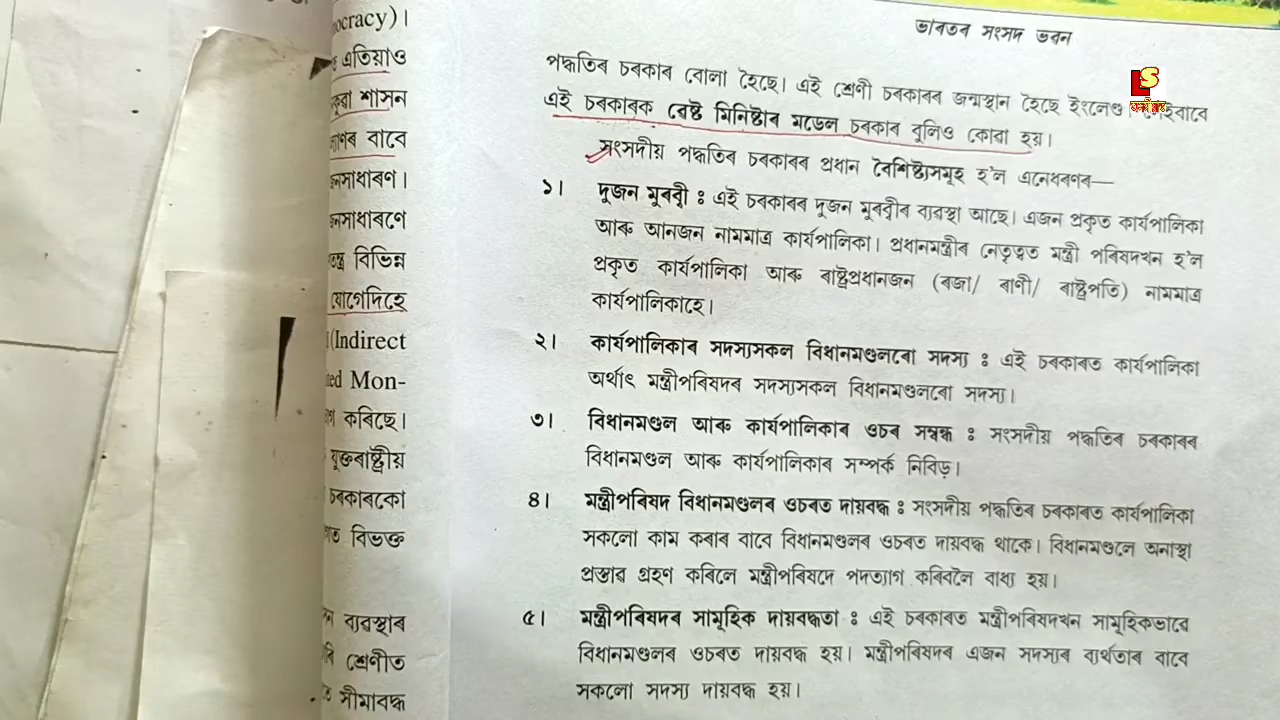 ocracy)।
এতিয়াও
শাসন
বাবে
জনসাধাৰণ।
জনসাধাৰণে
বিভিন্ন
যোগেদিহে
(Indirect
Mon-
কৰিছে।
যুক্তৰাষ্ট্ৰীয়
চৰকাৰকো
বিভক্ত
ব্যৱস্থাৰ
শ্ৰেণীত
সীমাবদ্ধ
ভাৰতৰ সংসদ ভৱন
LS
পদ্ধতিৰ চৰকাৰ বোলা হৈছে। এই শ্ৰেণী চৰকাৰৰ জন্মস্থান হৈছে ইংলেণ্ড
এই চৰকাৰক ৱেষ্ট মিনিষ্টাৰ মডেল চৰকাৰ বুলিও কোৱা হয়।
সংসদীয় পদ্ধতিৰ চৰকাৰৰ প্ৰধান বৈশিষ্ট্যসমূহ হ'ল এনেধৰণৰ—
১। দুজন মুৰব্বী : এই চৰকাৰৰ দুজন মুৰব্বীৰ ব্যৱস্থা আছে। এজন প্ৰকৃত কাৰ্যপালিকা
আৰু আনজন নামমাত্ৰ কাৰ্যপালিকা। প্ৰধানমন্ত্ৰীৰ নেতৃত্বত মন্ত্ৰী পৰিষদখন হ'ল
প্ৰকৃত কাৰ্যপালিকা আৰু ৰাষ্ট্ৰপ্ৰধানজন (ৰজা/ ৰাণী/ ৰাষ্ট্ৰপতি) নামমাত্ৰ
কাৰ্যপালিকাহে।
২। কাৰ্যপালিকাৰ সদস্যসকল বিধানমণ্ডলৰো সদস্য : এই চৰকাৰত কাৰ্যপালিকা
অৰ্থাৎ মন্ত্ৰীপৰিষদৰ সদস্যসকল বিধানমণ্ডলৰো সদস্য।
৩। বিধানমণ্ডল আৰু কাৰ্যপালিকাৰ ওচৰ সম্বন্ধ : সংসদীয় পদ্ধতিৰ চৰকাৰৰ
বিধানমণ্ডল আৰু কাৰ্যপালিকাৰ সম্পৰ্ক নিবিড়।
৪। মন্ত্ৰীপৰিষদ বিধানমণ্ডলৰ ওচৰত দায়বদ্ধ : সংসদীয় পদ্ধতিৰ চৰকাৰত কাৰ্যপালিকা
সকলো কাম কৰাৰ বাবে বিধানমণ্ডলৰ ওচৰত দায়বদ্ধ থাকে। বিধানমণ্ডলে অনাস্থা
প্ৰস্তাৱ গ্ৰহণ কৰিলে মন্ত্ৰীপৰিষদে পদত্যাগ কৰিবলৈ বাধ্য হয়।
৫। মন্ত্ৰীপৰিষদৰ সামূহিক দায়বদ্ধতা : এই চৰকাৰত মন্ত্ৰীপৰিষদখন সামূহিকভাৱে
বিধানমণ্ডলৰ ওচৰত দায়বদ্ধ হয়। মন্ত্ৰীপৰিষদৰ এজন সদস্যৰ ব্যৰ্থতাৰ বাবে
সকলো সদস্য দায়বদ্ধ হয়।